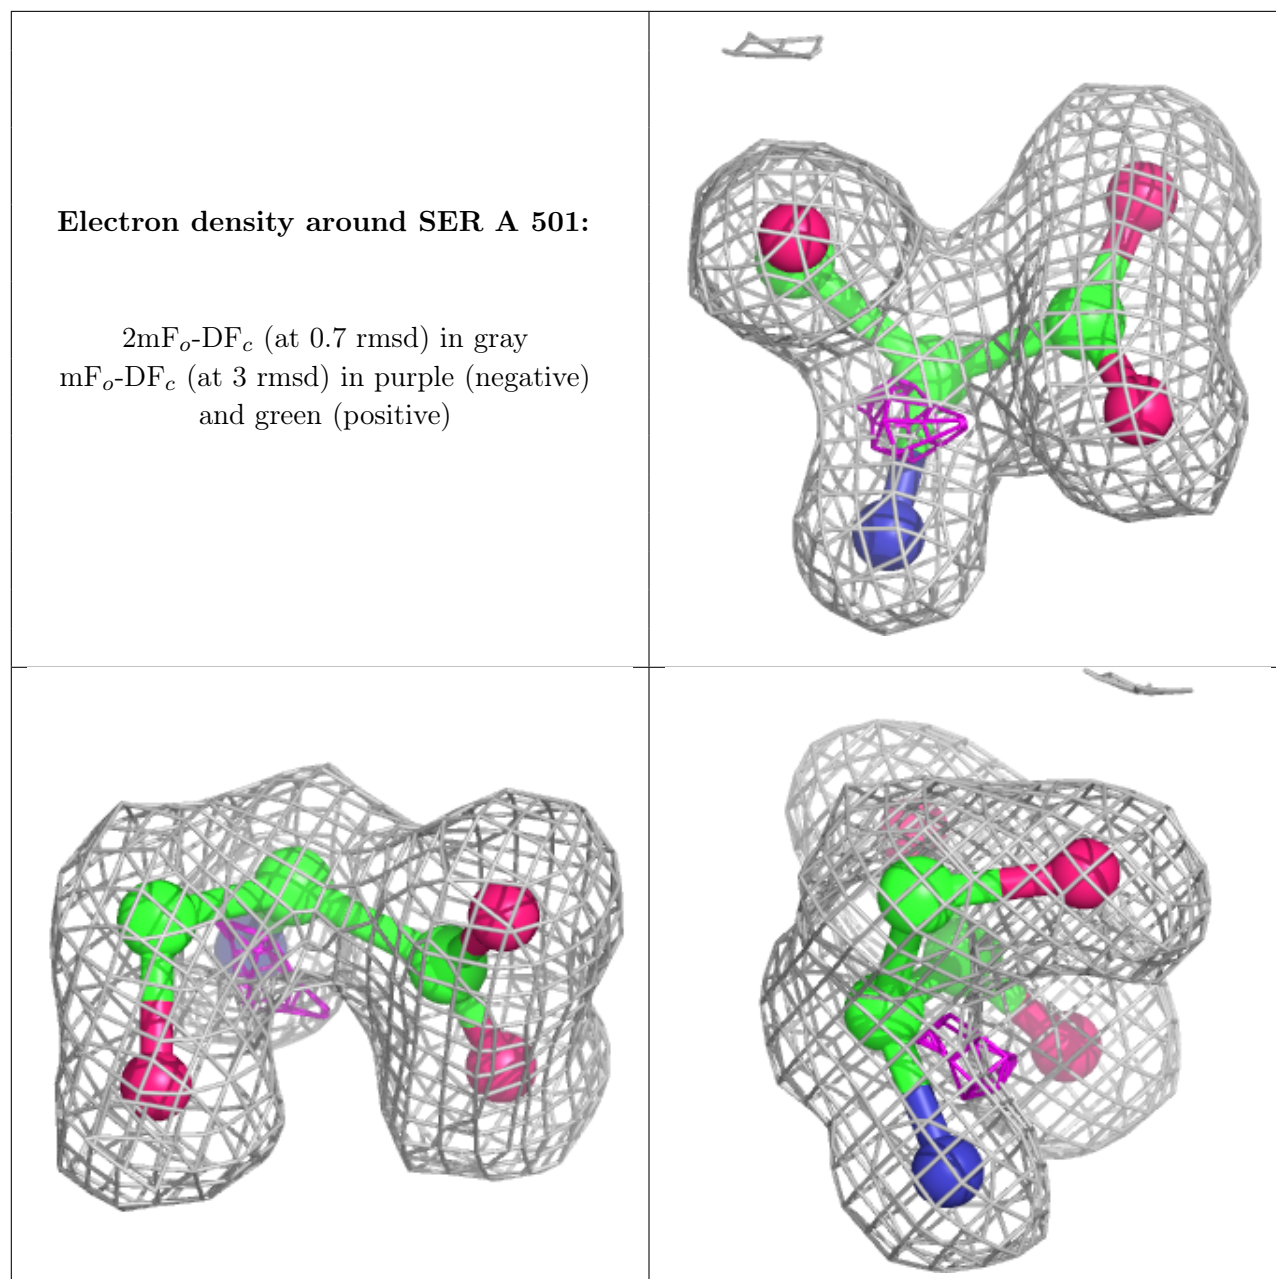 Electron density around SER A 501:
2mFo-DFc (at 0.7 rmsd) in gray
mFo-DFc (at 3 rmsd) in purple (negative)
and green (positive)